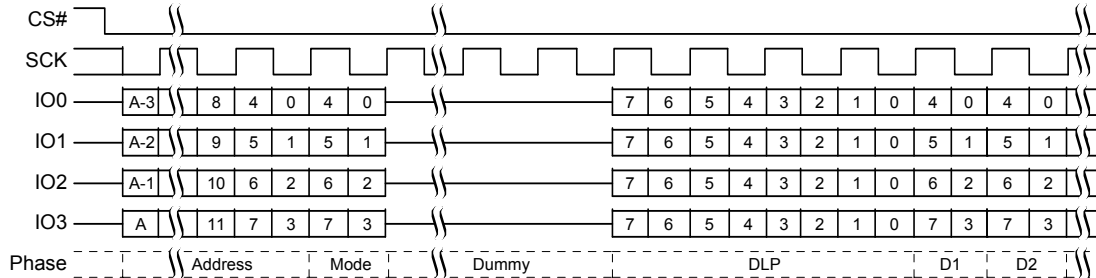 CS#
SCK
IO0 A-3 8 4 0 4 0 7 6 5 4 3 2 1 0 4 0 4 0
IO1 A-2 9 5 1 5 1 7 6 5 4 3 2 1 0 5 1 5 1
IO2 A-1 10 6 2 6 2 7 6 5 4 3 2 1 0 6 2 6 2
IO3 A 11 7 3 7 3 7 6 5 4 3 2 1 0 7 3 7 3
Phase Address Mode Dummy DLP D1 D2